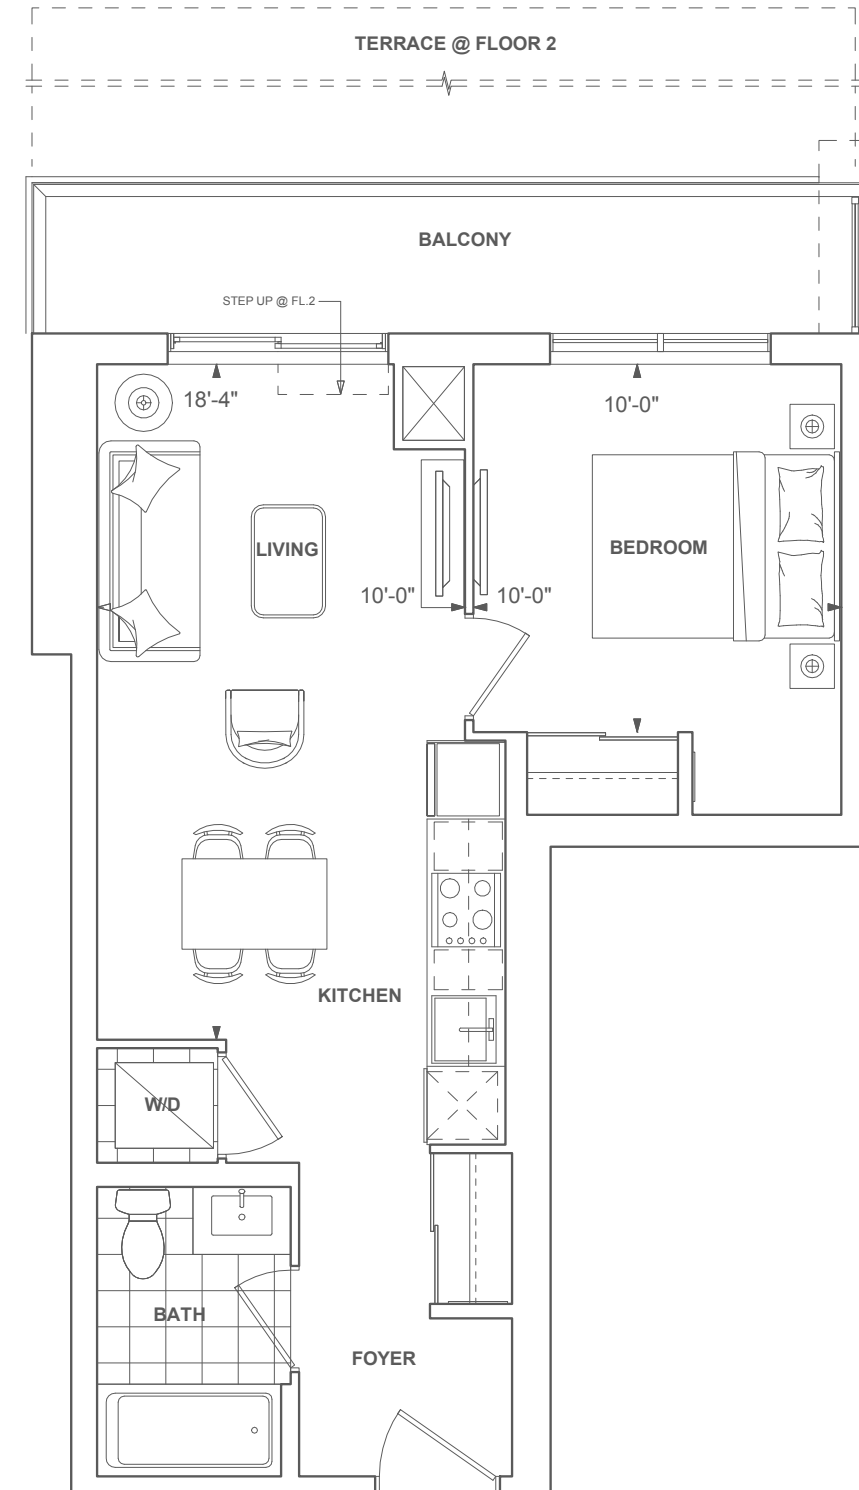 TERRACE @ FLOOR 2
BALCONY
STEP UP @ FL.2
18'-4"
10'-0"
LIVING
BEDROOM
10'-0"
10'-0"
KITCHEN
W/D
BATH
FOYER